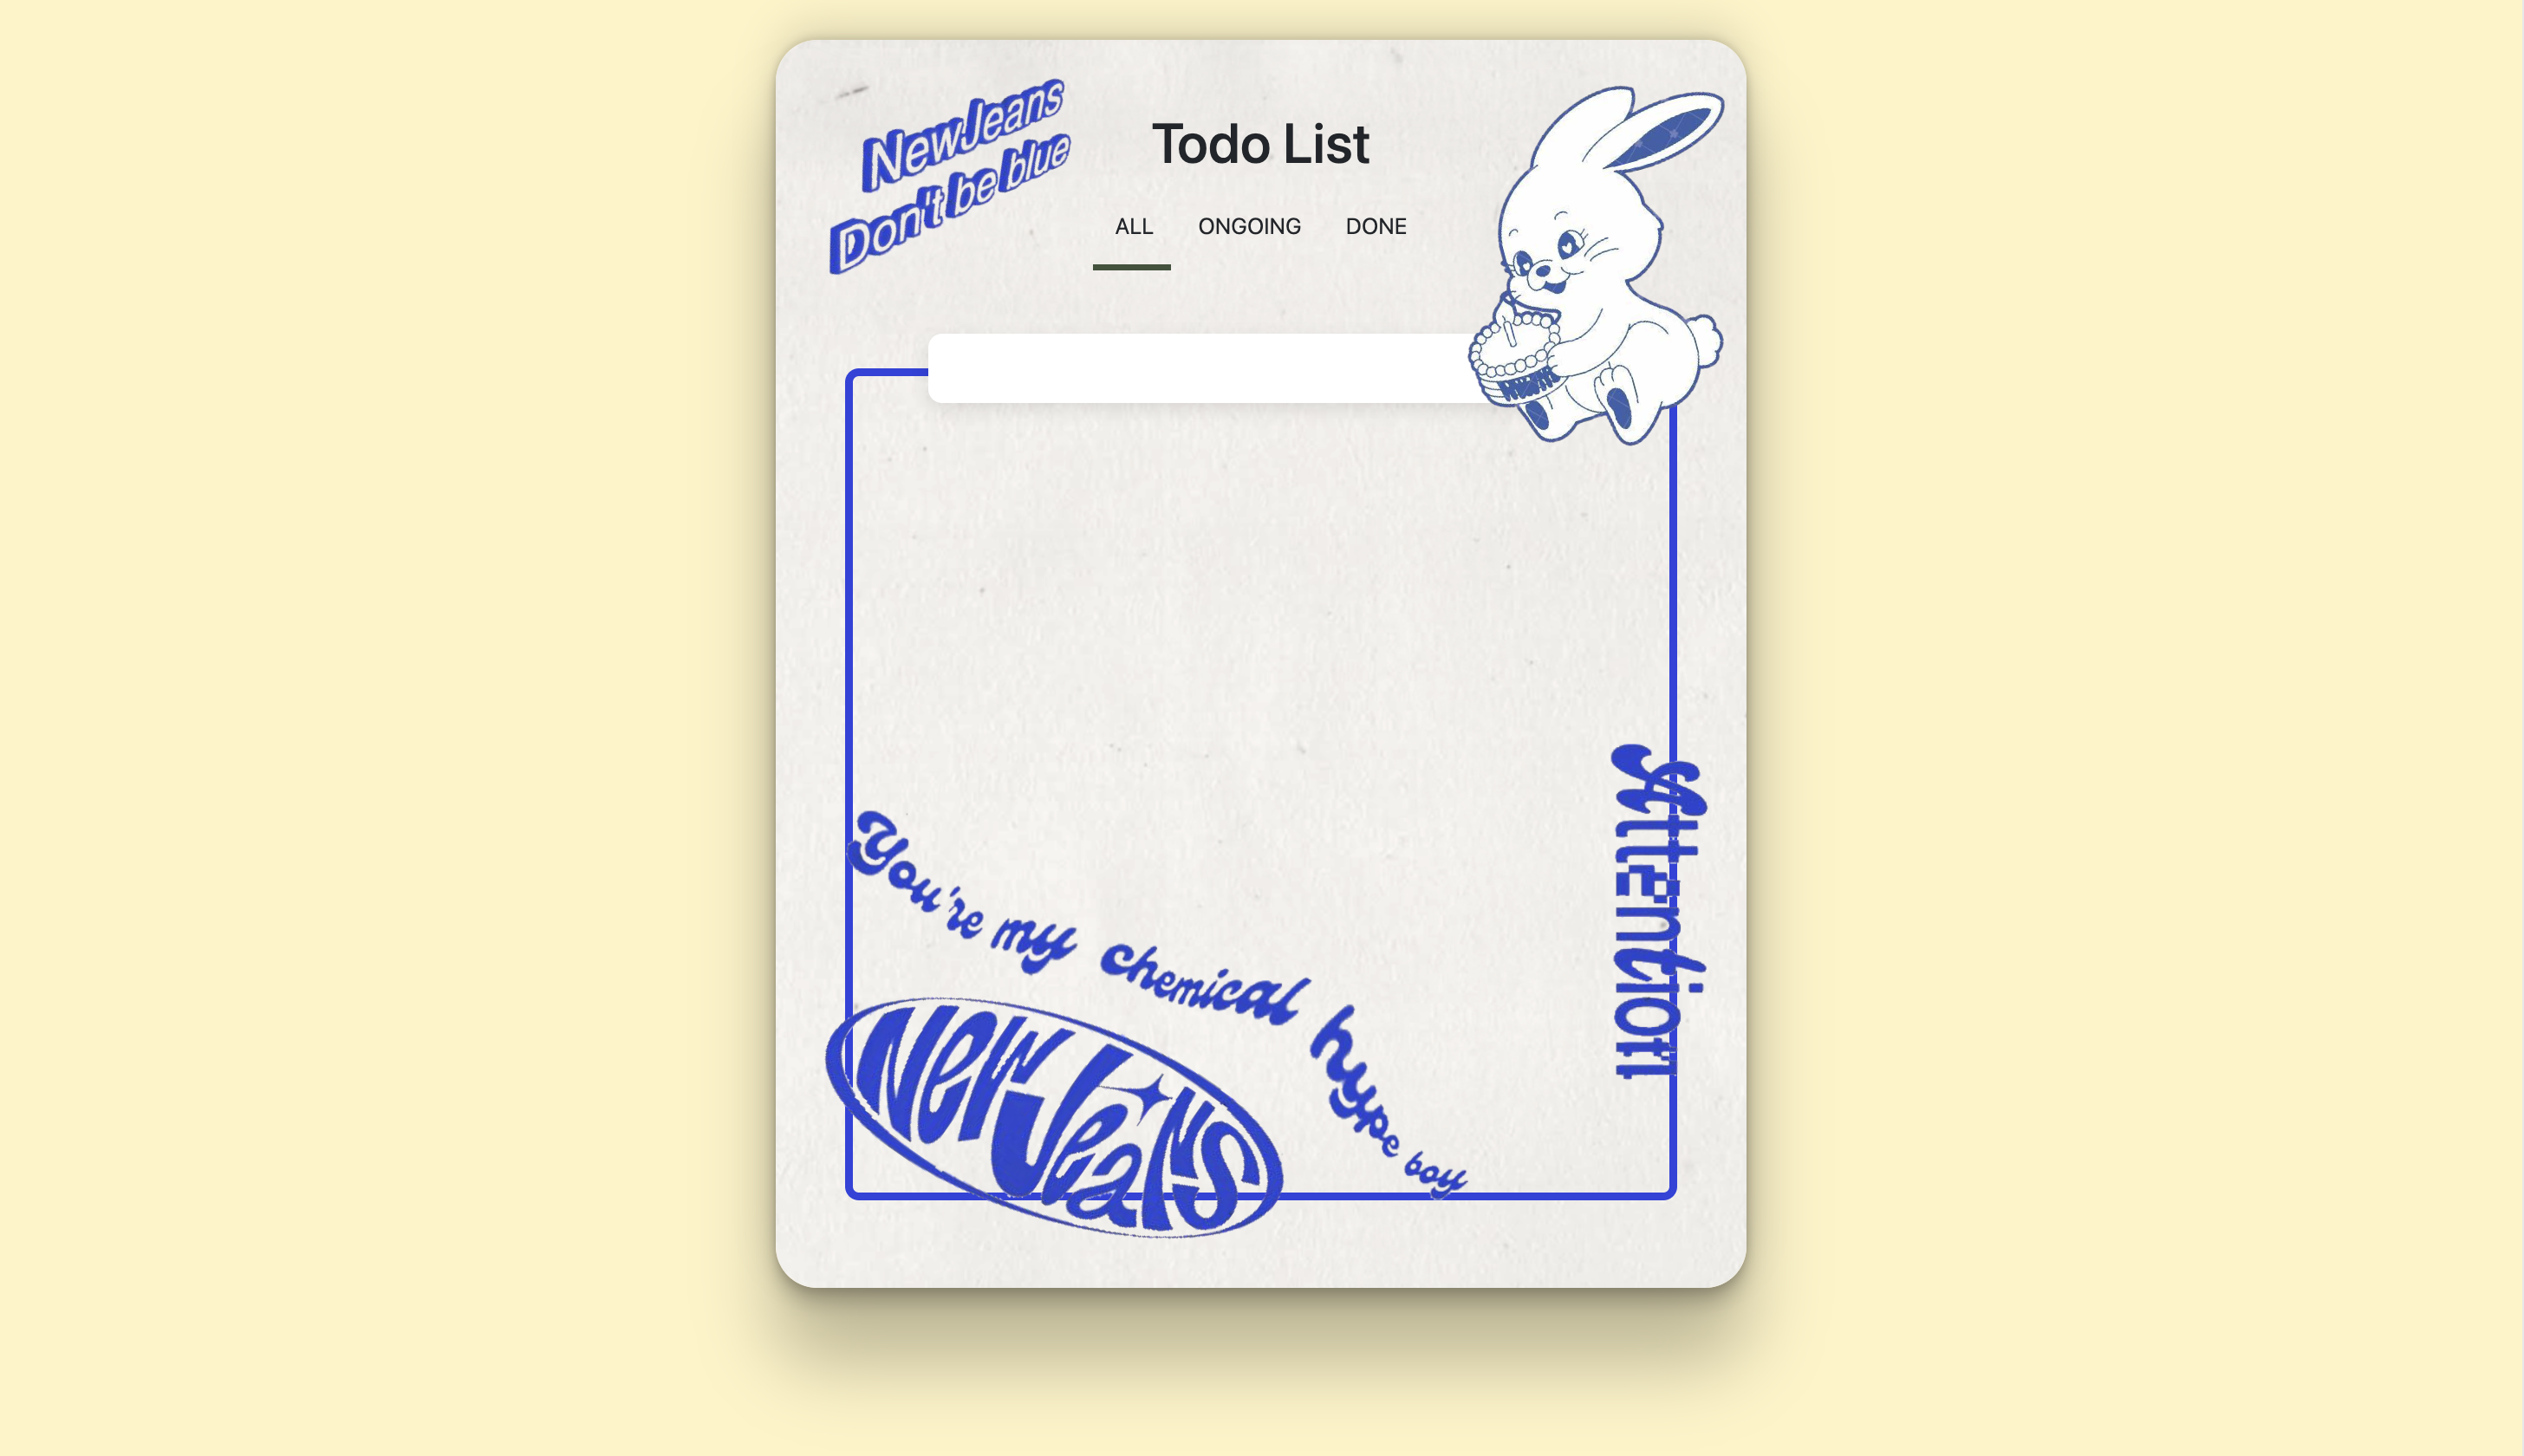 NewJeans
Don't be blue
Todo List
ALL ONGOING DONE
Attention
You're my chemical hype boy
NewJeans